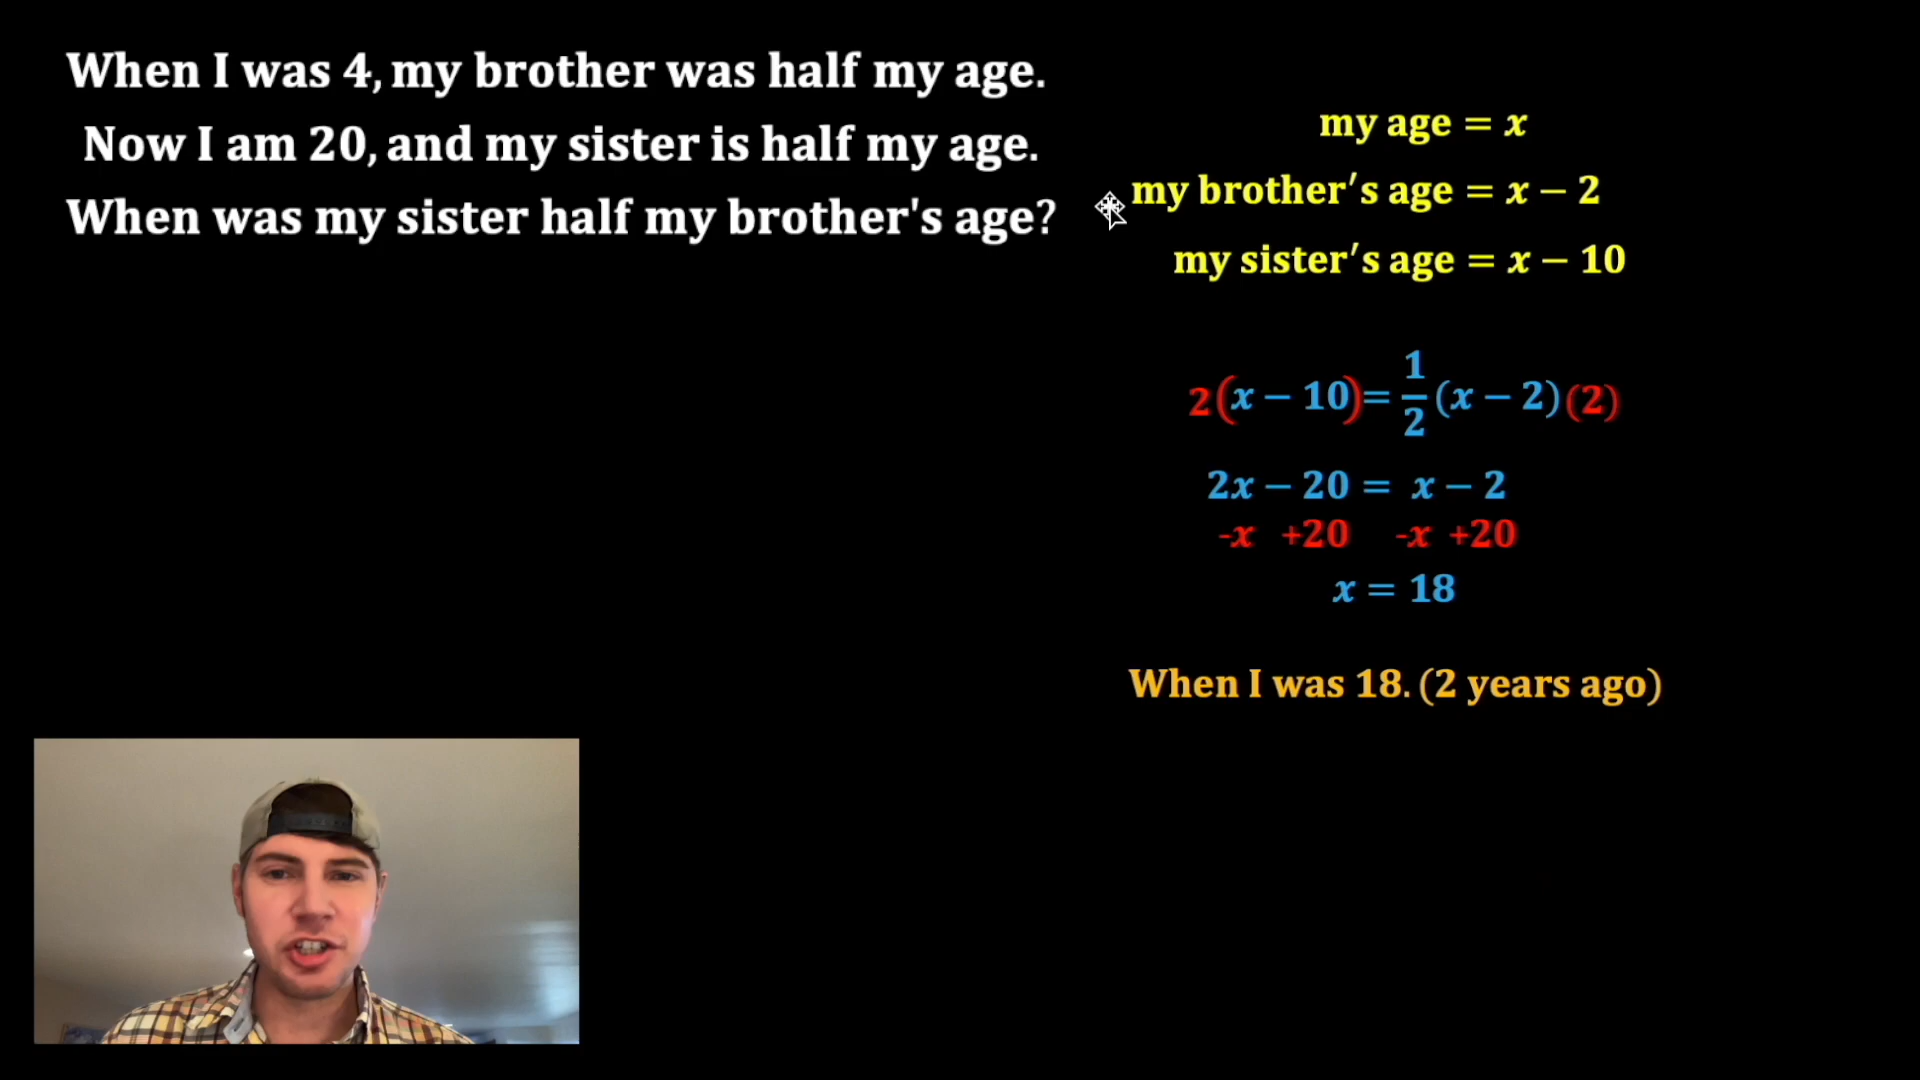 When I was 4, my brother was half my age.
Now I am 20, and my sister is half my age.
When was my sister half my brother's age?
my age = x
my brother′s age = x − 2
my sister′s age = x − 10
2(x − 10)= 1/2 (x − 2)(2)
2x − 20 = x − 2
-x +20 -x +20
x = 18
When I was 18. (2 years ago)